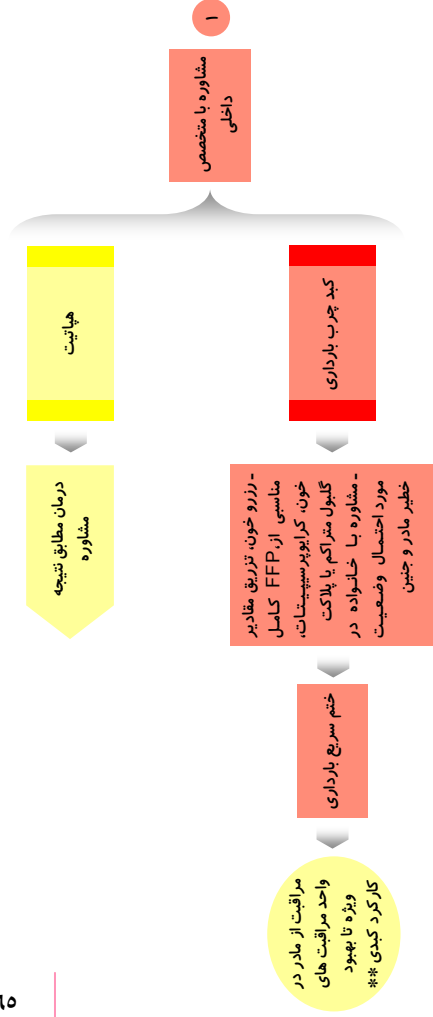 ۱
مشاوره با متخصص
داخلی
کبد چرب بارداری
- رزرو خون، تزریق مقادیر
مناسبی از FFP، کامل
خون، کرایوپرسیپیتات،
گلبول متراکم یا پلاکت
- مشاوره با خانواده در
مورد احتمال وضعیت
خطیر مادر و جنین
ختم سریع بارداری
مراقبت از مادر در
واحد مراقبت های
ویژه تا بهبود
کارکرد کبدی **
هپاتیت
درمان مطابق نتیجه
مشاوره